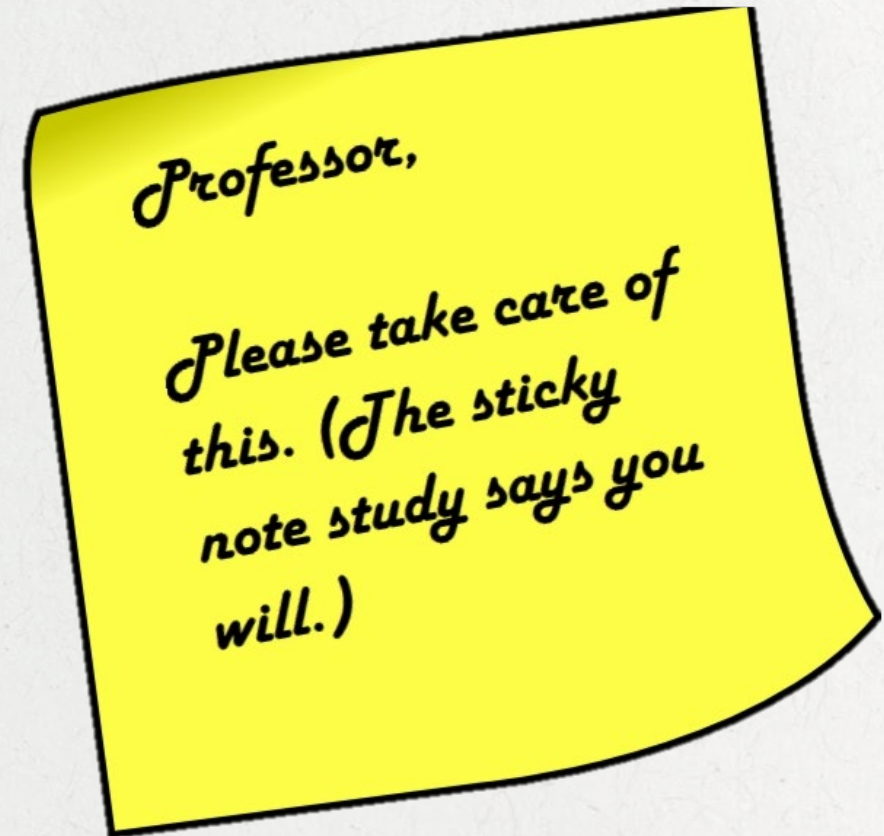 Professor,
Please take care of
this. (The sticky
note study says you
will.)